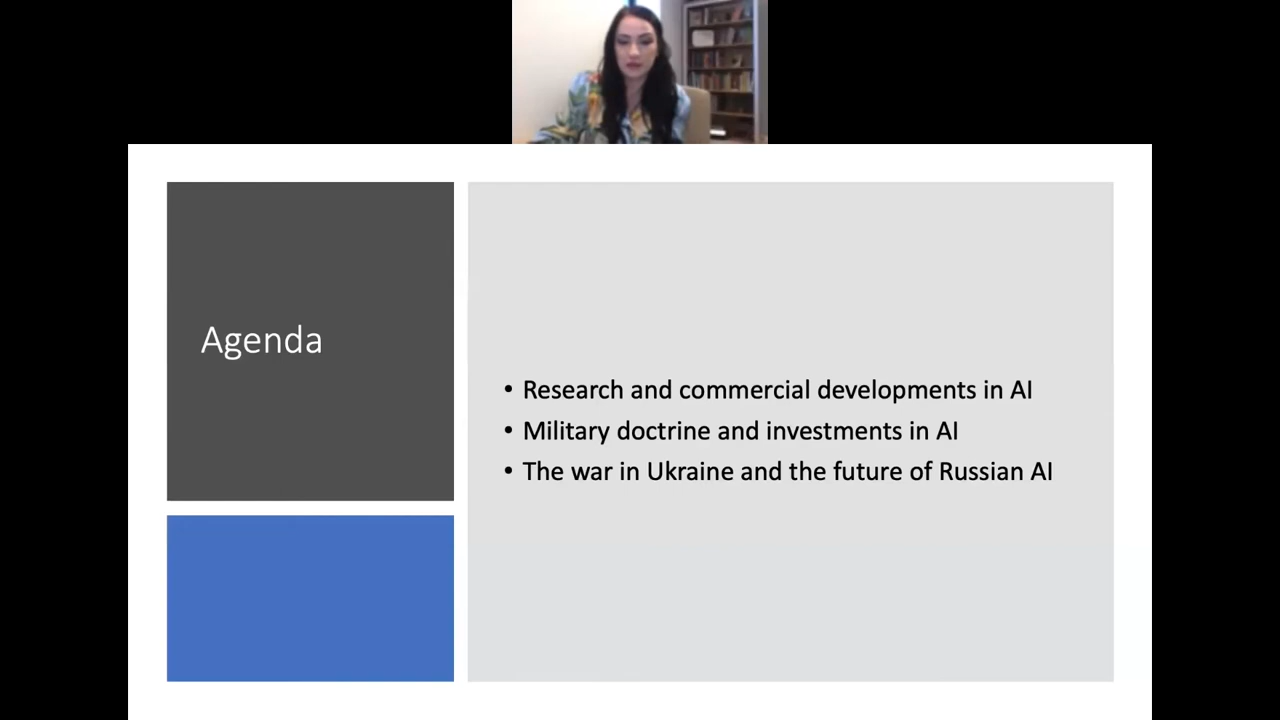 Agenda
• Research and commercial developments in AI
• Military doctrine and investments in AI
• The war in Ukraine and the future of Russian AI